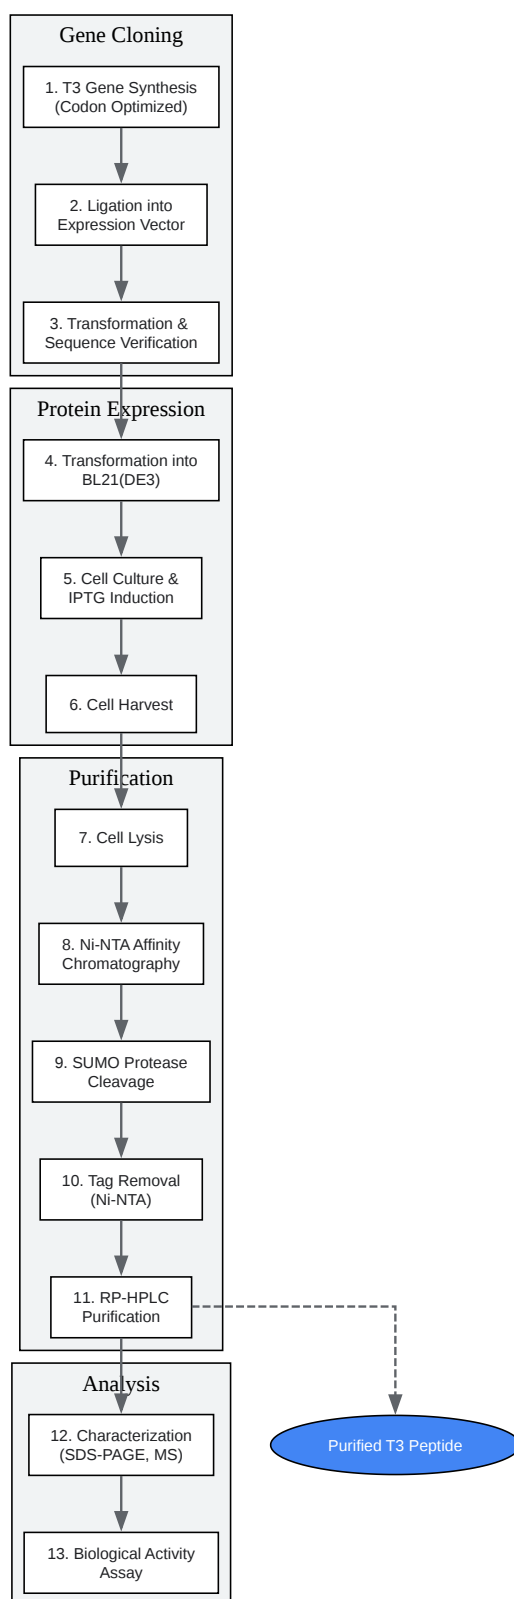 Gene Cloning
1. T3 Gene Synthesis
(Codon Optimized)
2. Ligation into
Expression Vector
3. Transformation &
Sequence Verification
Protein Expression
4. Transformation into
BL21(DE3)
5. Cell Culture &
IPTG Induction
6. Cell Harvest
Purification
7. Cell Lysis
8. Ni-NTA Affinity
Chromatography
9. SUMO Protease
Cleavage
10. Tag Removal
(Ni-NTA)
11. RP-HPLC
Purification
Analysis
12. Characterization
(SDS-PAGE, MS)
Purified T3 Peptide
13. Biological Activity
Assay